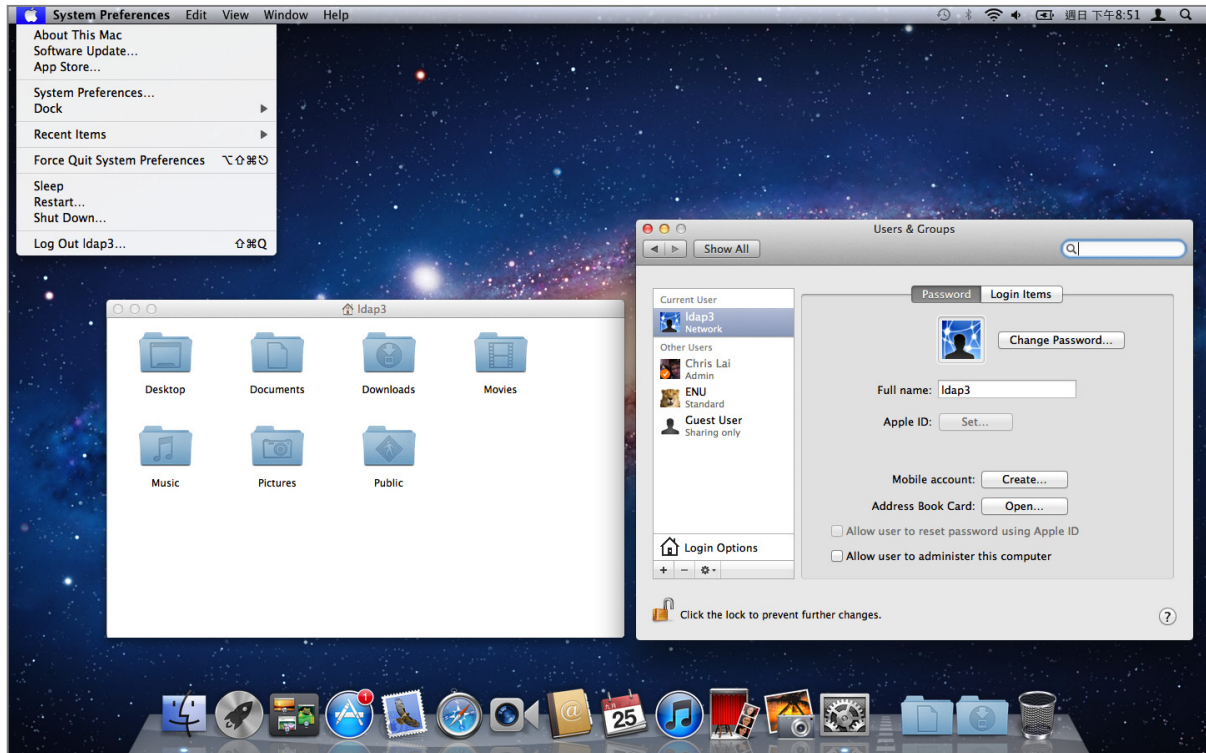 System Preferences Edit View Window Help
週日 下午8:51
About This Mac
Software Update...
App Store...
System Preferences...
Dock
Recent Items
Force Quit System Preferences ⌥⇧⌘⎋
Sleep
Restart...
Shut Down...
Log Out ldap3... ⇧⌘Q
ldap3
Desktop Documents Downloads Movies
Music Pictures Public
Users & Groups
Show All
Current User
ldap3
Network
Other Users
Chris Lai
Admin
ENU
Standard
Guest User
Sharing only
Login Options
+ −
Password Login Items
Change Password...
Full name: ldap3
Apple ID: Set...
Mobile account: Create...
Address Book Card: Open...
Allow user to reset password using Apple ID
Allow user to administer this computer
Click the lock to prevent further changes.
?
1
@
九月
25